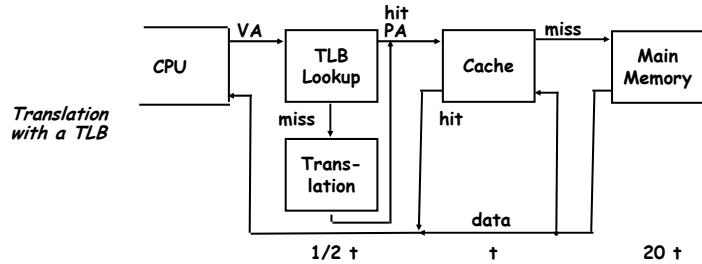 hit
VA
PA
miss
CPU
TLB
Lookup
Cache
Main
Memory
Translation
with a TLB
miss
hit
Trans-
lation
data
1/2 t
t
20 t